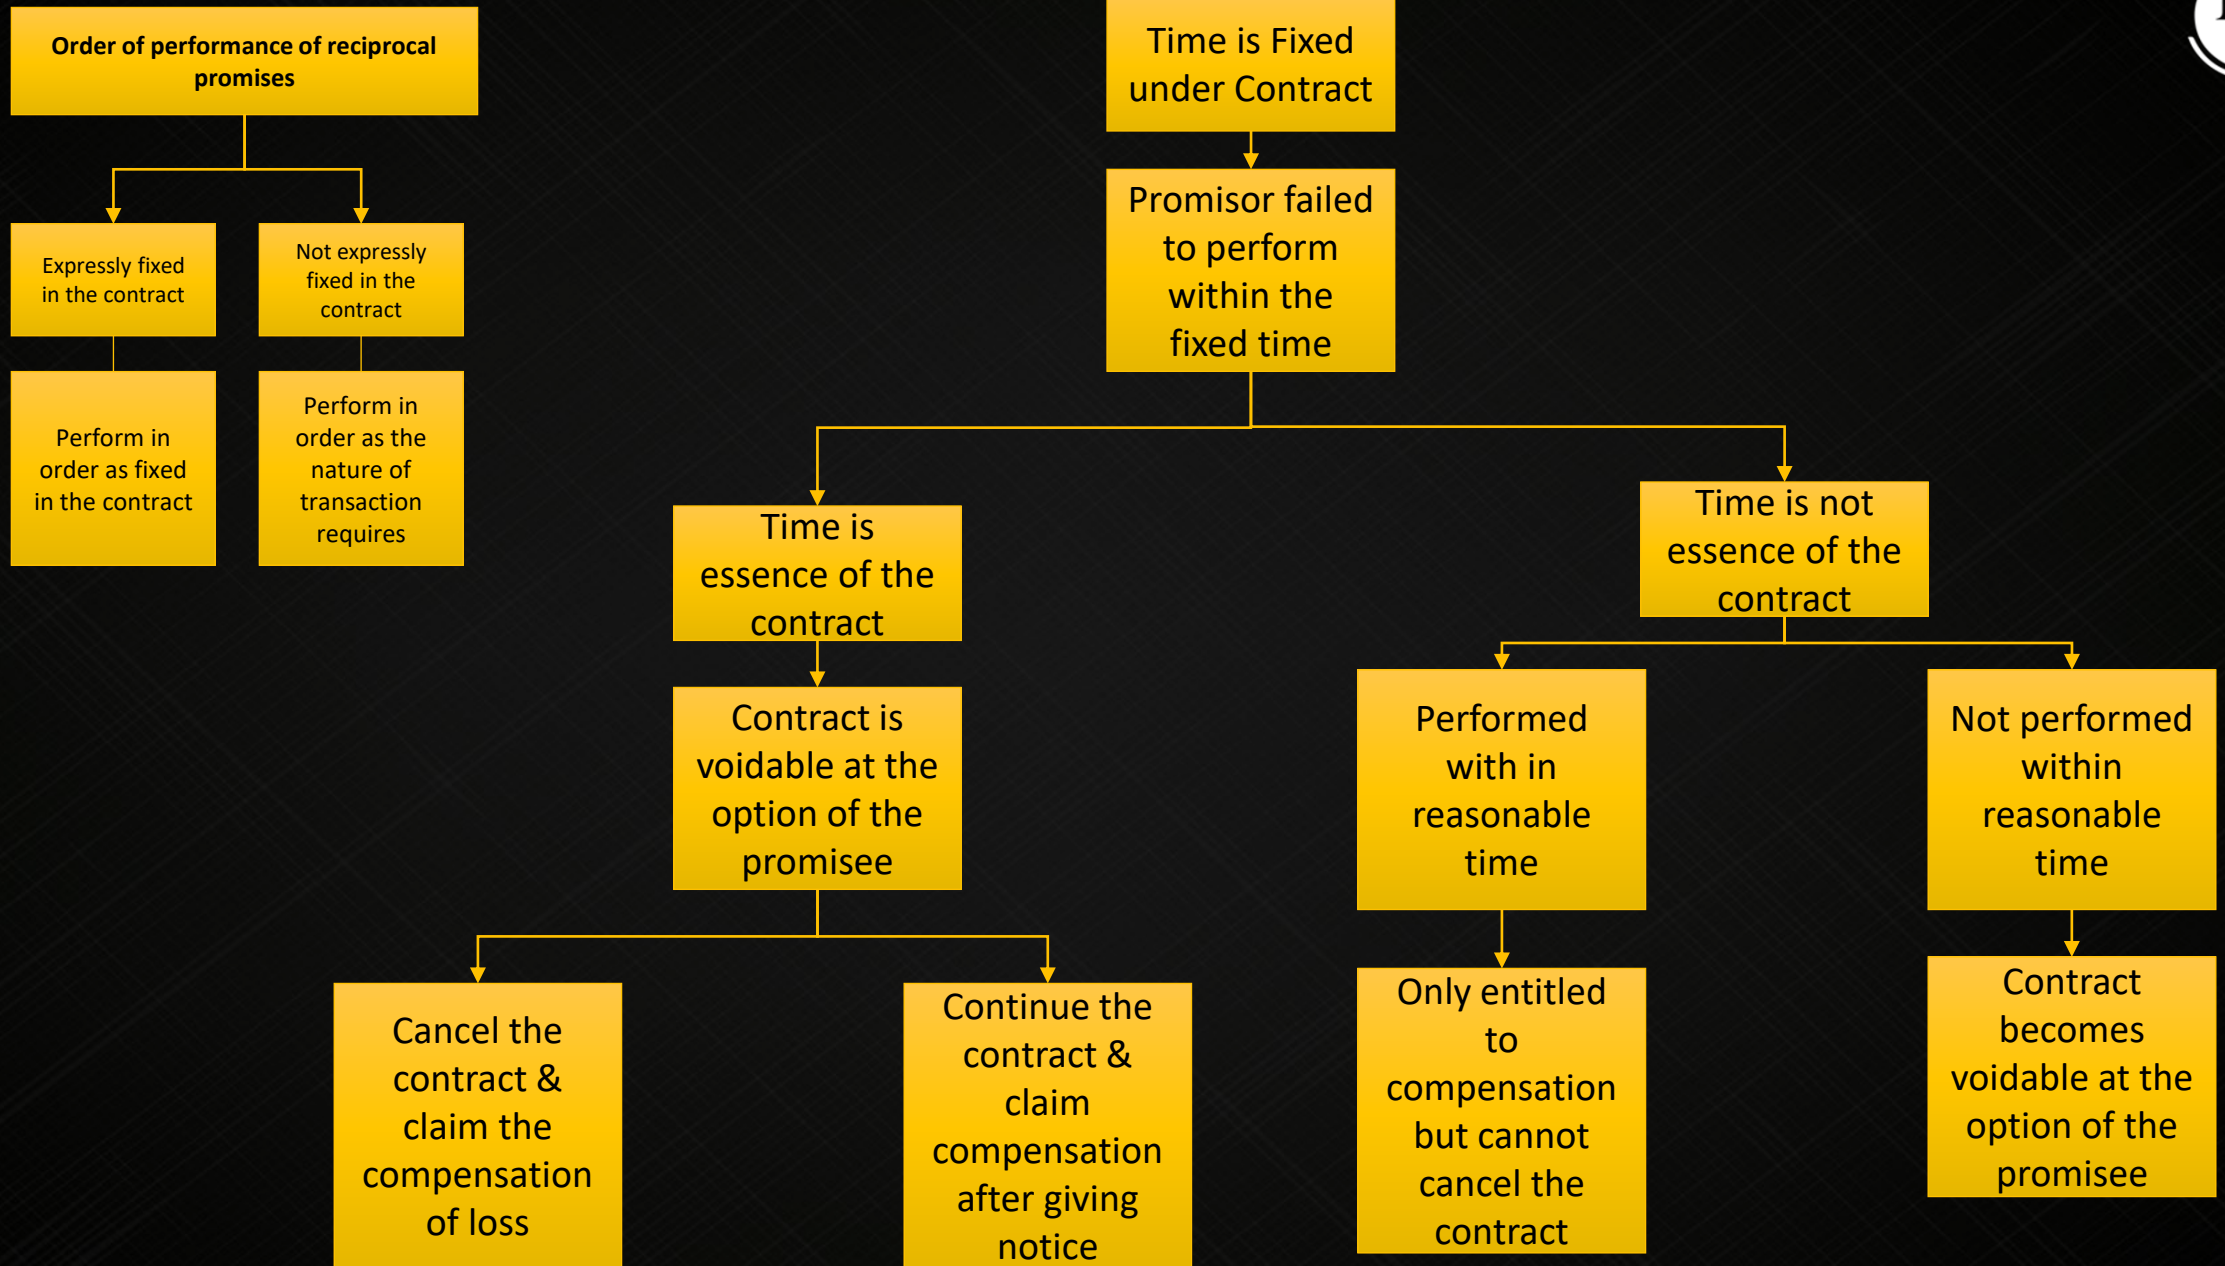 Order of performance of reciprocal
promises
Expressly fixed
in the contract
Not expressly
fixed in the
contract
Perform in
order as fixed
in the contract
Perform in
order as the
nature of
transaction
requires
Time is Fixed
under Contract
Promisor failed
to perform
within the
fixed time
Time is
essence of the
contract
Time is not
essence of the
contract
Contract is
voidable at the
option of the
promisee
Performed
with in
reasonable
time
Not performed
within
reasonable
time
Cancel the
contract &
claim the
compensation
of loss
Continue the
contract &
claim
compensation
after giving
notice
Only entitled
to
compensation
but cannot
cancel the
contract
Contract
becomes
voidable at the
option of the
promisee